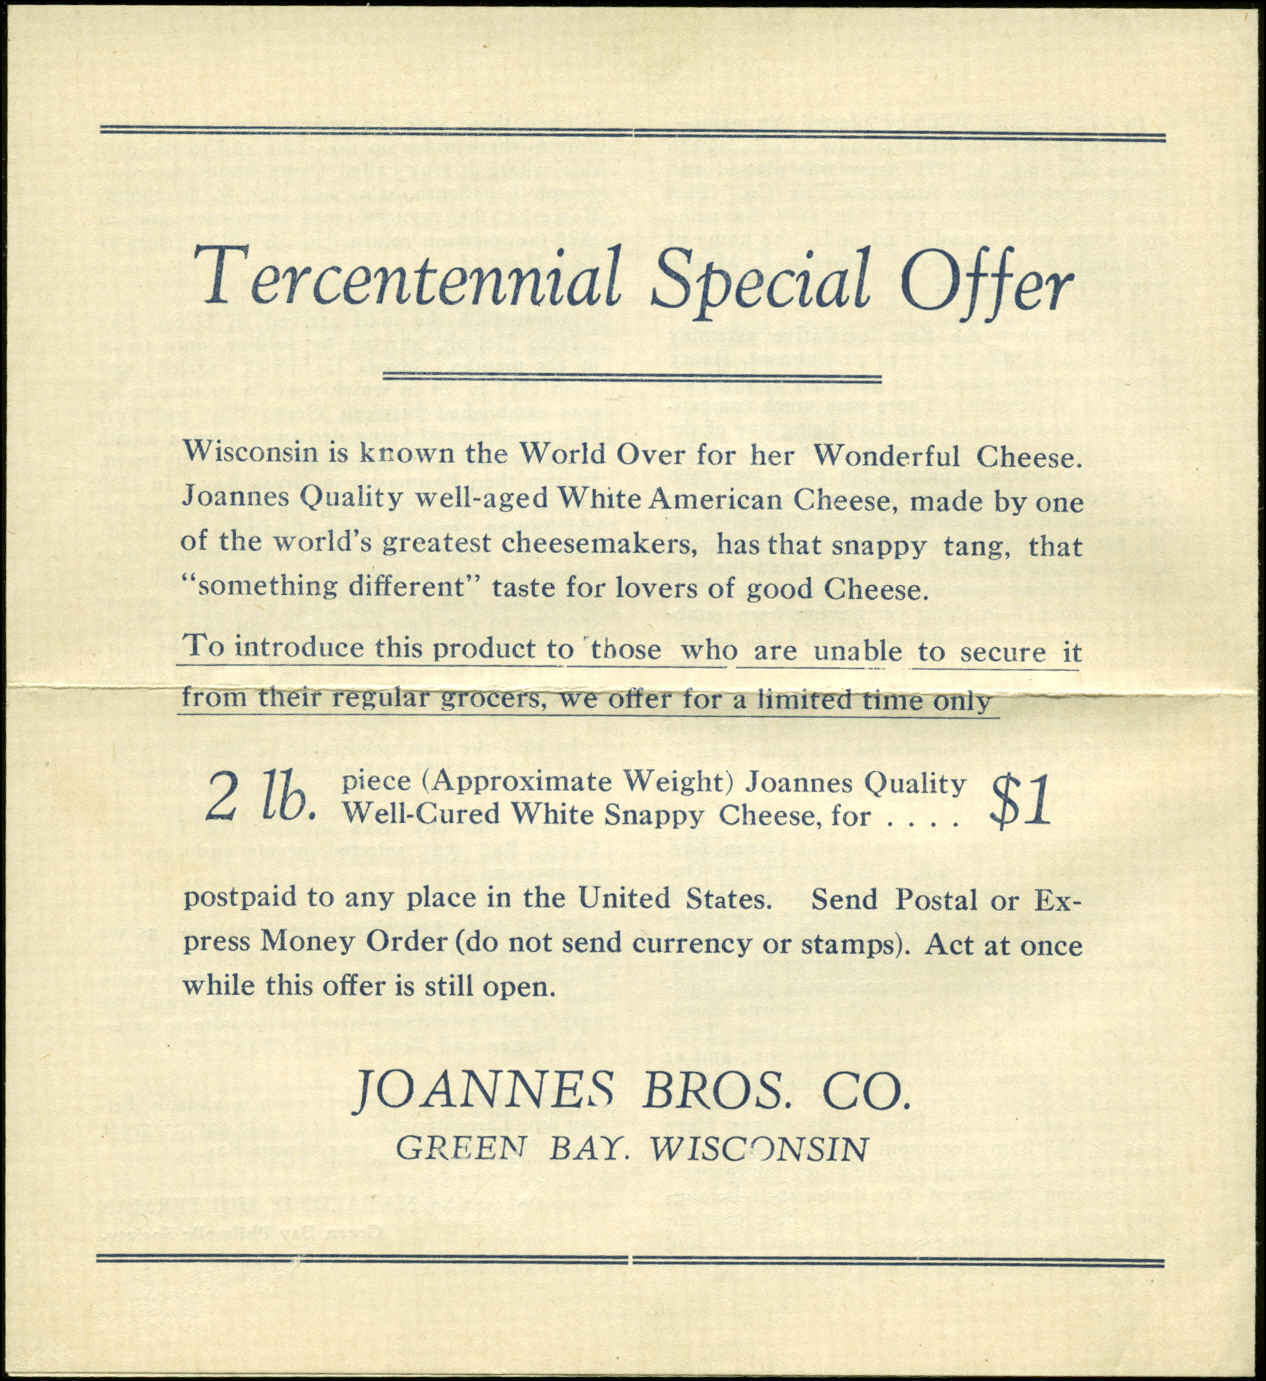 Tercentennial Special Offer
Wisconsin is known the World Over for her Wonderful Cheese.
Joannes Quality well-aged White American Cheese, made by one
of the world's greatest cheesemakers, has that snappy tang, that
“something different” taste for lovers of good Cheese.
To introduce this product to those who are unable to secure it
from their regular grocers, we offer for a limited time only
2 lb. piece (Approximate Weight) Joannes Quality
Well-Cured White Snappy Cheese, for . . . . $1
postpaid to any place in the United States. Send Postal or Ex-
press Money Order (do not send currency or stamps). Act at once
while this offer is still open.
JOANNES BROS. CO.
GREEN BAY. WISCONSIN